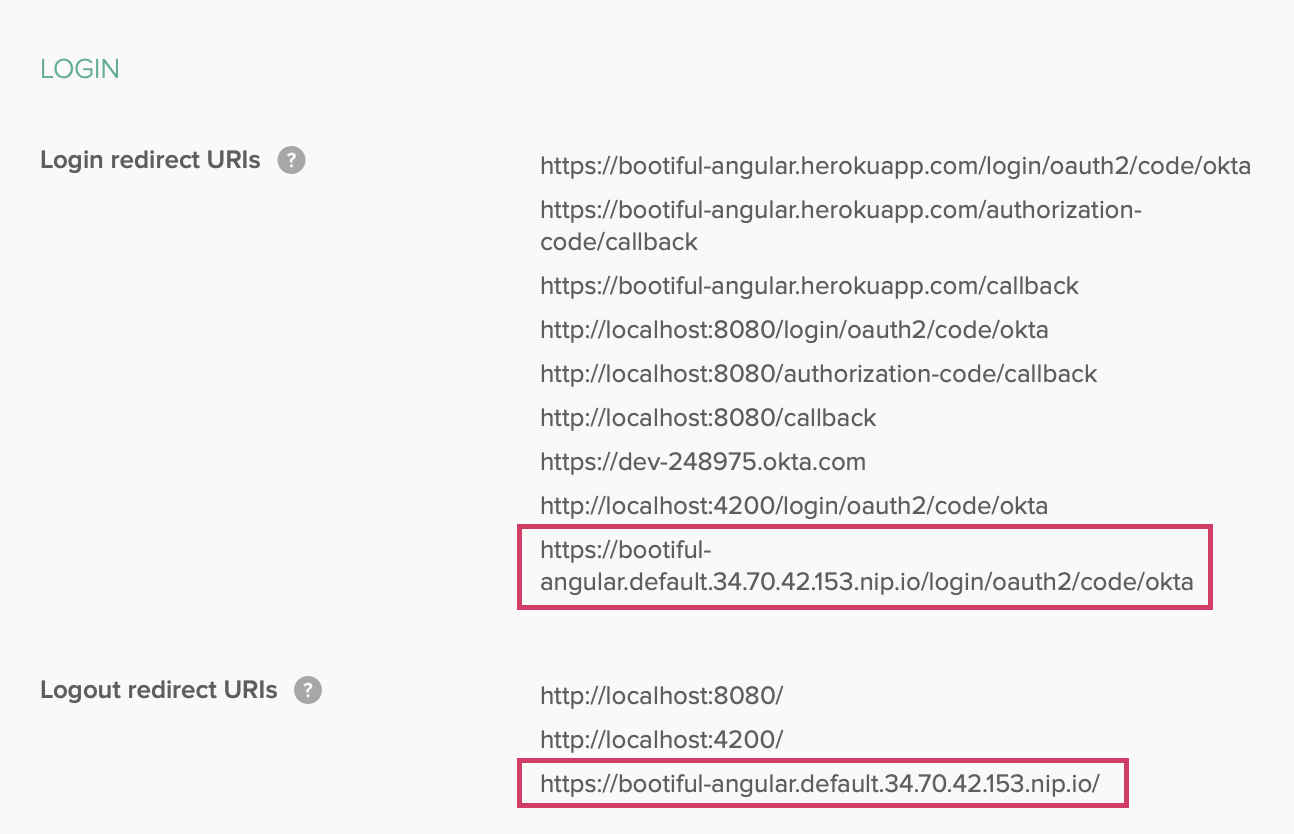 LOGIN
Login redirect URIs ?
https://bootiful-angular.herokuapp.com/login/oauth2/code/okta
https://bootiful-angular.herokuapp.com/authorization-
code/callback
https://bootiful-angular.herokuapp.com/callback
http://localhost:8080/login/oauth2/code/okta
http://localhost:8080/authorization-code/callback
http://localhost:8080/callback
https://dev-248975.okta.com
http://localhost:4200/login/oauth2/code/okta
https://bootiful-
angular.default.34.70.42.153.nip.io/login/oauth2/code/okta
Logout redirect URIs ?
http://localhost:8080/
http://localhost:4200/
https://bootiful-angular.default.34.70.42.153.nip.io/